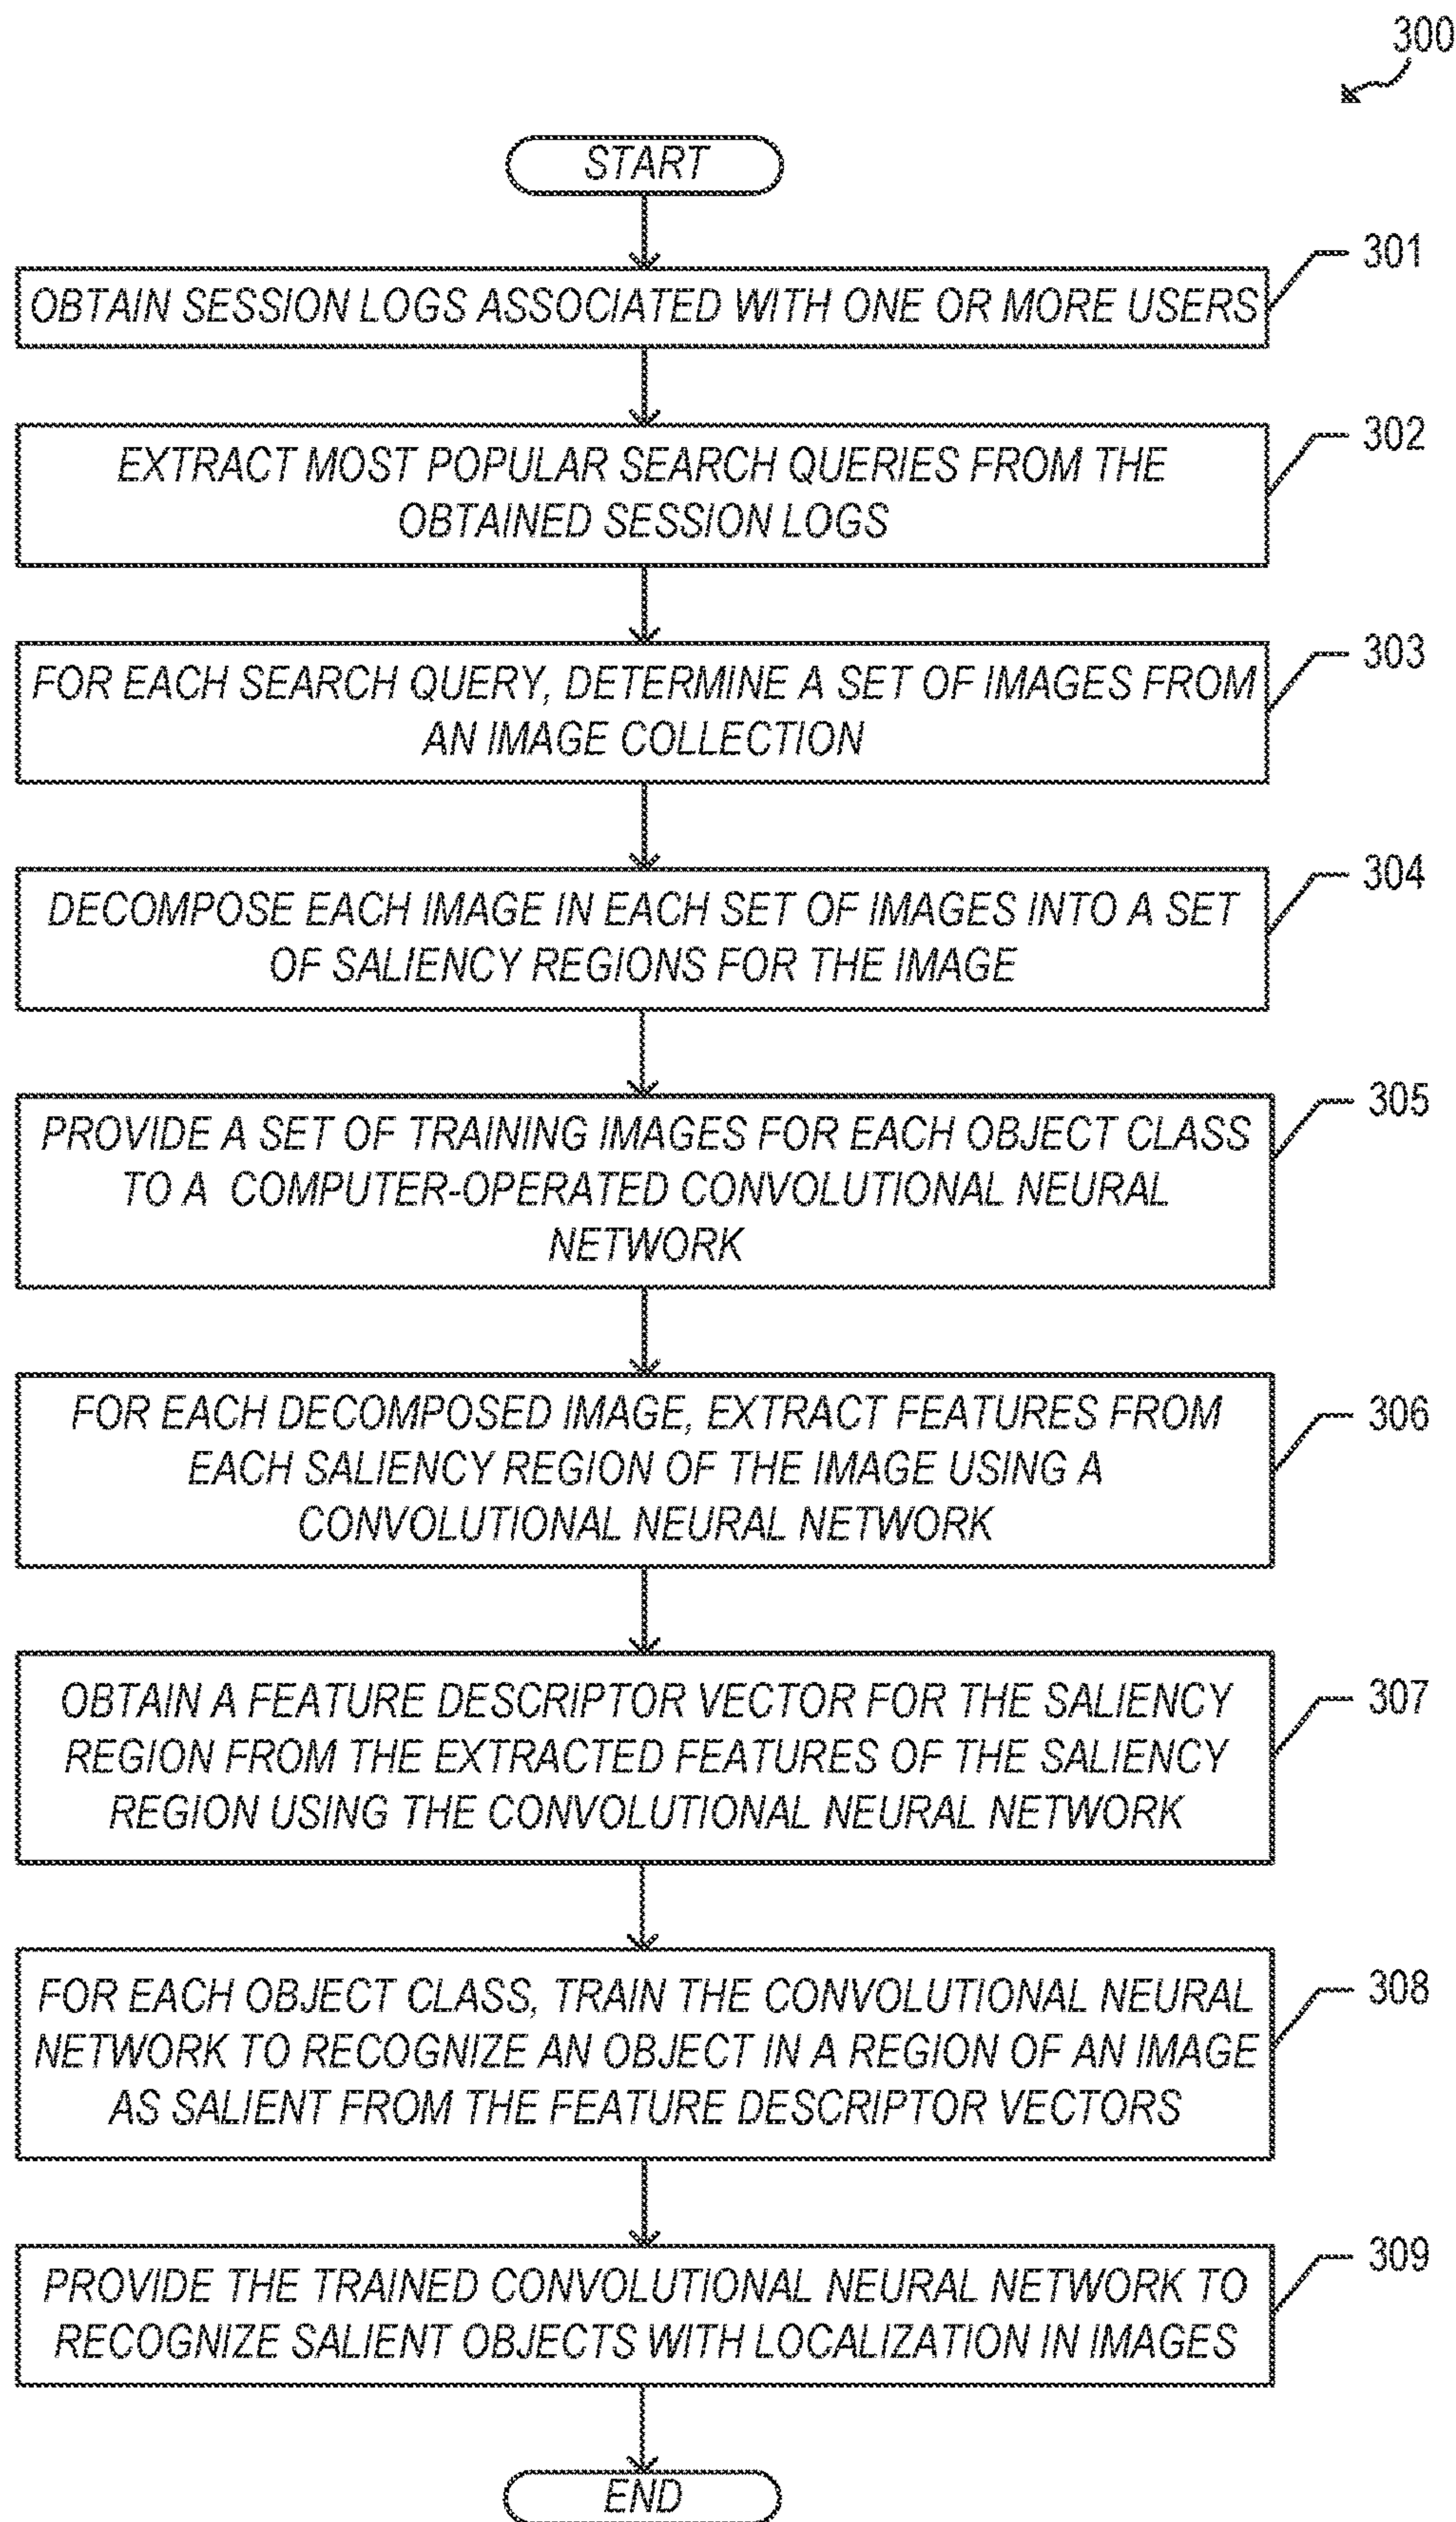 300
START
301
OBTAIN SESSION LOGS ASSOCIATED WITH ONE OR MORE USERS
302
EXTRACT MOST POPULAR SEARCH QUERIES FROM THE
OBTAINED SESSION LOGS
303
FOR EACH SEARCH QUERY, DETERMINE A SET OF IMAGES FROM
AN IMAGE COLLECTION
304
DECOMPOSE EACH IMAGE IN EACH SET OF IMAGES INTO A SET
OF SALIENCY REGIONS FOR THE IMAGE
305
PROVIDE A SET OF TRAINING IMAGES FOR EACH OBJECT CLASS
TO A COMPUTER-OPERATED CONVOLUTIONAL NEURAL
NETWORK
306
FOR EACH DECOMPOSED IMAGE, EXTRACT FEATURES FROM
EACH SALIENCY REGION OF THE IMAGE USING A
CONVOLUTIONAL NEURAL NETWORK
307
OBTAIN A FEATURE DESCRIPTOR VECTOR FOR THE SALIENCY
REGION FROM THE EXTRACTED FEATURES OF THE SALIENCY
REGION USING THE CONVOLUTIONAL NEURAL NETWORK
308
FOR EACH OBJECT CLASS, TRAIN THE CONVOLUTIONAL NEURAL
NETWORK TO RECOGNIZE AN OBJECT IN A REGION OF AN IMAGE
AS SALIENT FROM THE FEATURE DESCRIPTOR VECTORS
309
PROVIDE THE TRAINED CONVOLUTIONAL NEURAL NETWORK TO
RECOGNIZE SALIENT OBJECTS WITH LOCALIZATION IN IMAGES
END